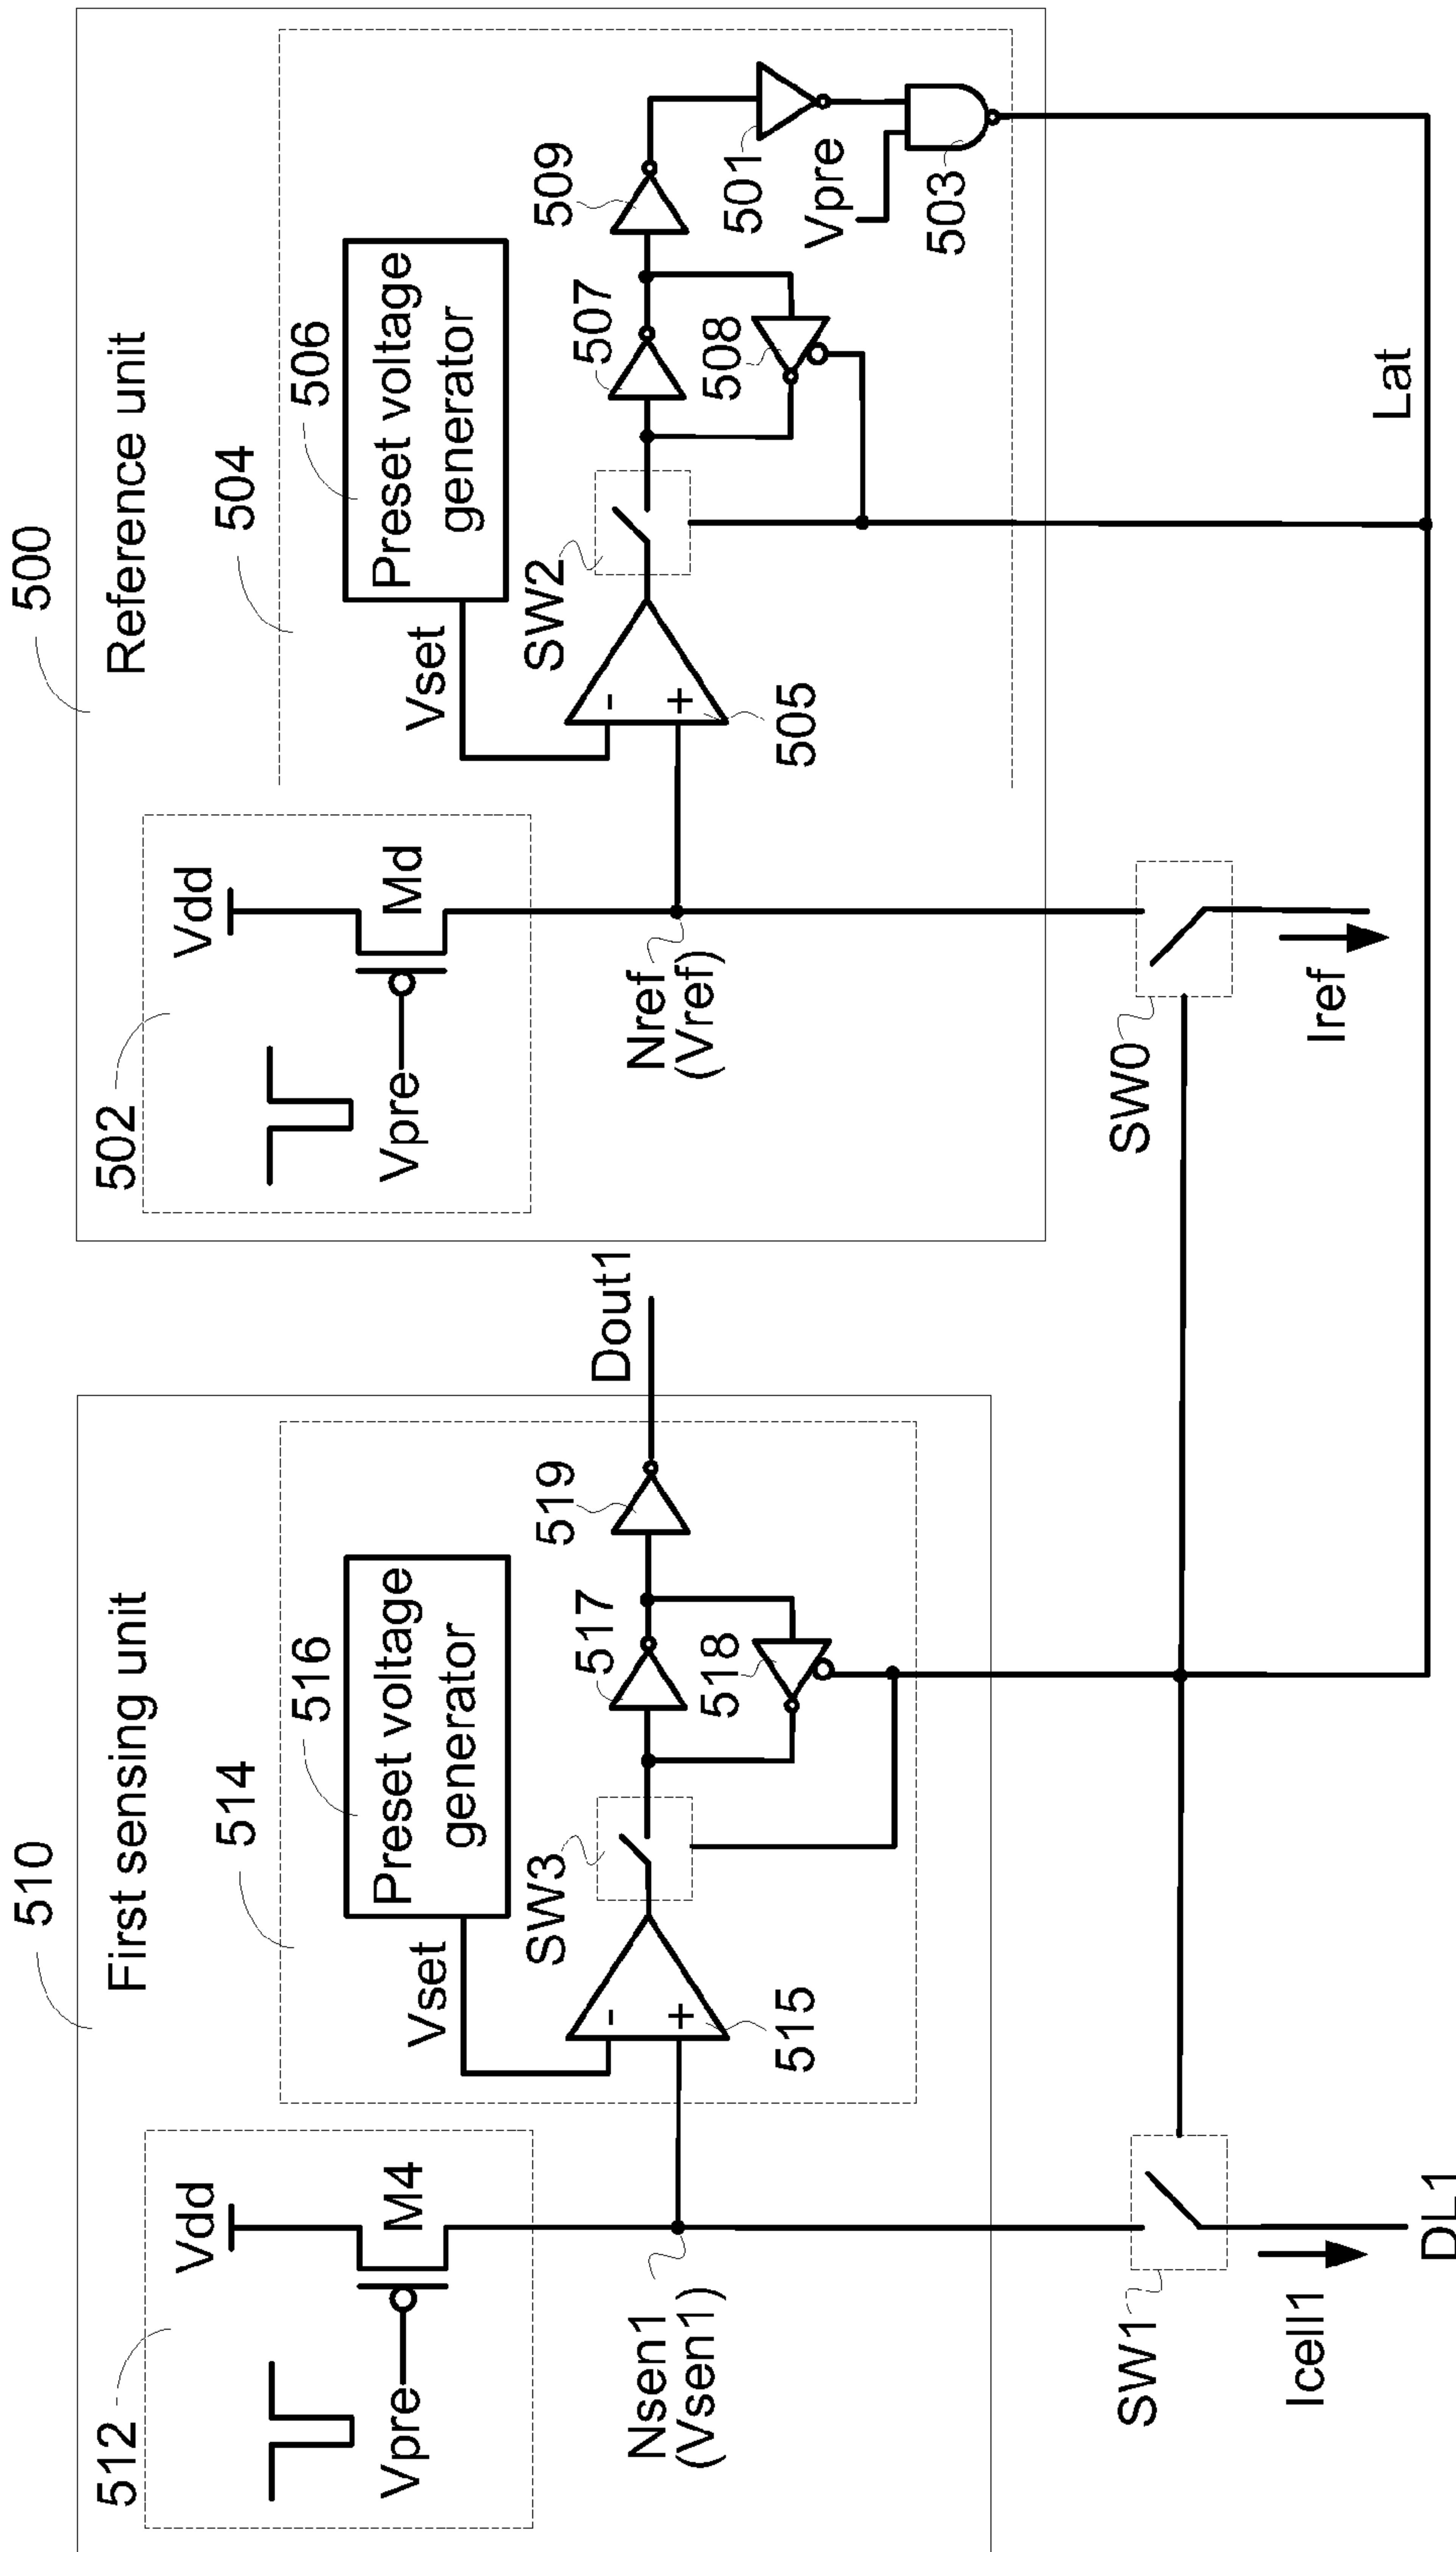 510
First sensing unit
512
Vdd
M4
Vpre
Nsen1
(Vsen1)
514
516
Preset voltage
generator
Vset
SW3
517
519
515
518
Dout1
SW1
Icell1
DL1
500
Reference unit
502
Vdd
Md
Vpre
Nref
(Vref)
504
506
Preset voltage
generator
Vset
SW2
507
509
505
508
501
Vpre
503
SW0
Iref
Lat
-
+
-
+